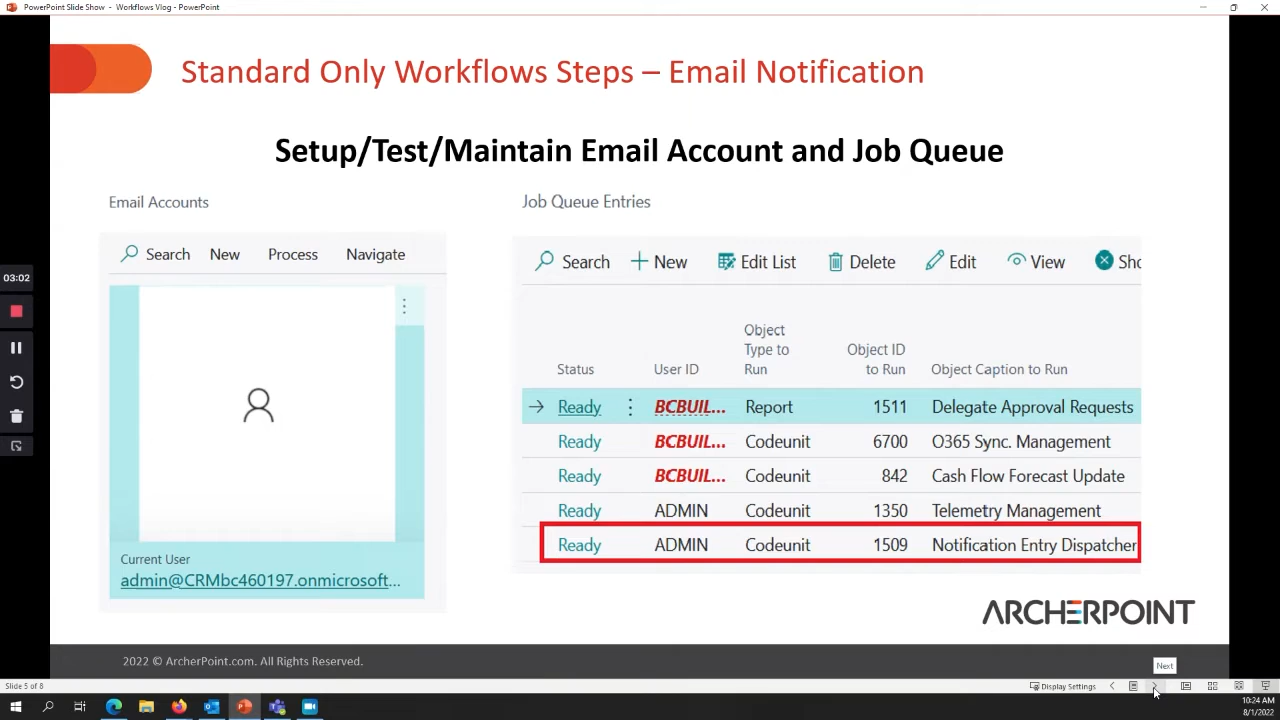 PowerPoint Slide Show - Workflows Vlog - PowerPoint
Standard Only Workflows Steps – Email Notification
Setup/Test/Maintain Email Account and Job Queue
Email Accounts
Search New Process Navigate
Current User
admin@CRMbc460197.onmicrosoft...
Job Queue Entries
Search New Edit List Delete Edit View Sho
Status User ID Object Type to Run Object ID to Run Object Caption to Run
Ready BCBUIL... Report 1511 Delegate Approval Requests
Ready BCBUIL... Codeunit 6700 O365 Sync. Management
Ready BCBUIL... Codeunit 842 Cash Flow Forecast Update
Ready ADMIN Codeunit 1350 Telemetry Management
Ready ADMIN Codeunit 1509 Notification Entry Dispatcher
03:02
ARCHERPOINT
2022 © ArcherPoint.com. All Rights Reserved.
Next
Slide 5 of 8
Display Settings
10:24 AM
8/1/2022